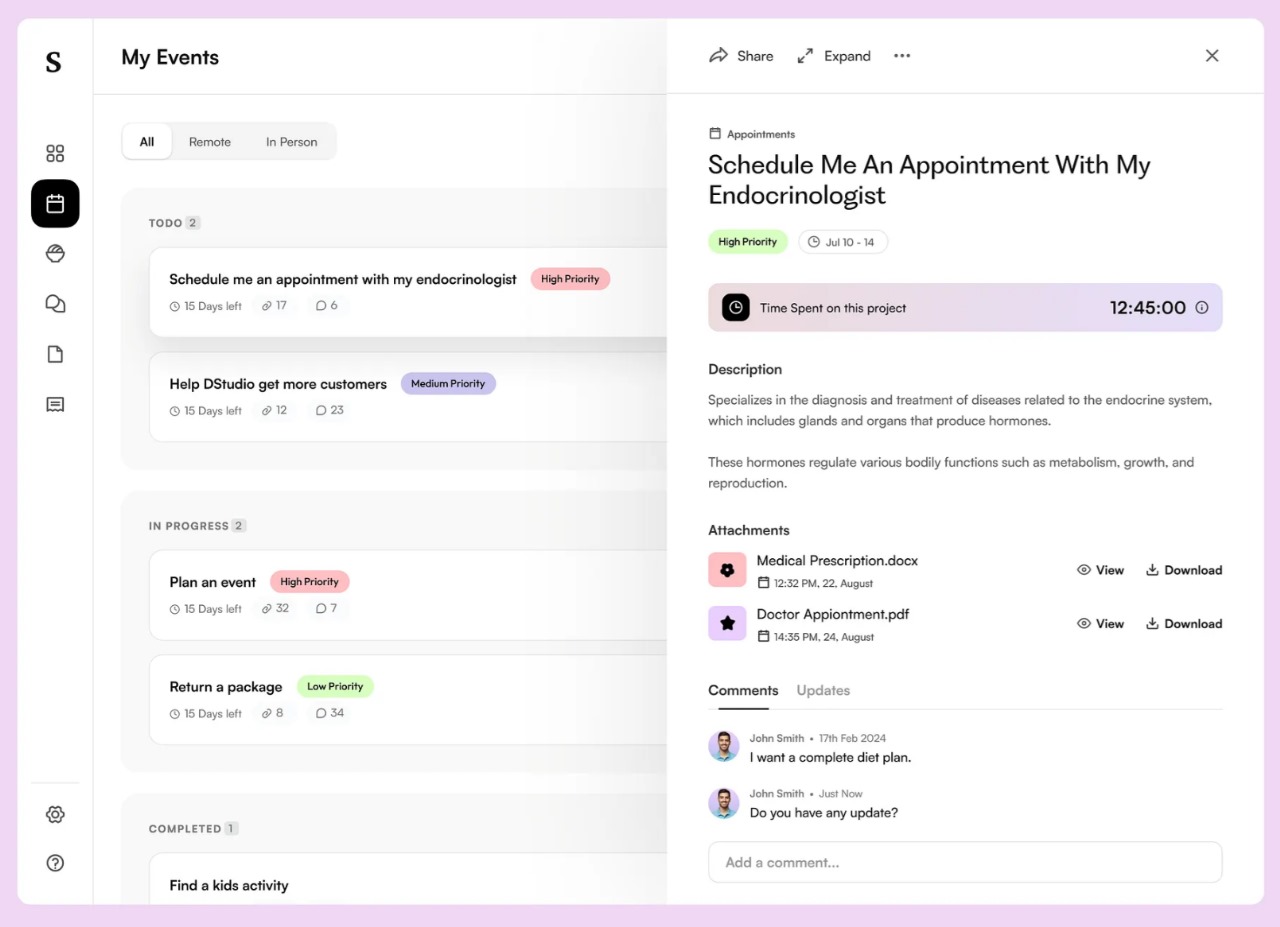 S
My Events
All Remote In Person
TODO 2
Schedule me an appointment with my endocrinologist High Priority
15 Days left 17 6
Help DStudio get more customers Medium Priority
15 Days left 12 23
IN PROGRESS 2
Plan an event High Priority
15 Days left 32 7
Return a package Low Priority
15 Days left 8 34
COMPLETED 1
Find a kids activity
Share Expand
Appointments
Schedule Me An Appointment With My
Endocrinologist
High Priority Jul 10 - 14
Time Spent on this project 12:45:00
Description
Specializes in the diagnosis and treatment of diseases related to the endocrine system,
which includes glands and organs that produce hormones.
These hormones regulate various bodily functions such as metabolism, growth, and
reproduction.
Attachments
Medical Prescription.docx
12:32 PM, 22, August
View Download
Doctor Appiontment.pdf
14:35 PM, 24, August
View Download
Comments Updates
John Smith • 17th Feb 2024
I want a complete diet plan.
John Smith • Just Now
Do you have any update?
Add a comment...